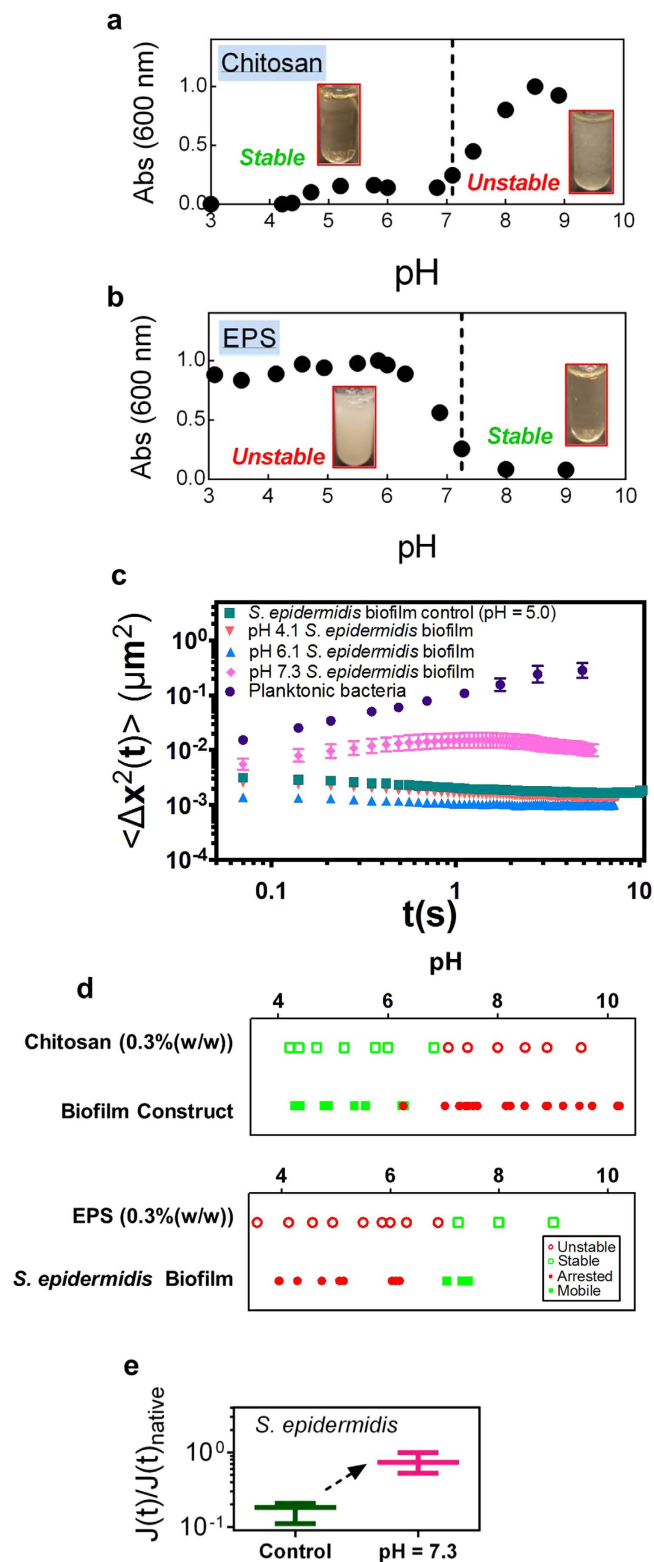 a
Chitosan
Stable
Unstable
Abs (600 nm)
1.0
0.5
0.0
3 4 5 6 7 8 9 10
pH
b
EPS
Unstable
Stable
Abs (600 nm)
1.0
0.5
0.0
3 4 5 6 7 8 9 10
pH
c
S. epidermidis biofilm control (pH = 5.0)
pH 4.1 S. epidermidis biofilm
pH 6.1 S. epidermidis biofilm
pH 7.3 S. epidermidis biofilm
Planktonic bacteria
<Δx²(t)> (µm²)
10⁰
10⁻¹
10⁻²
10⁻³
10⁻⁴
0.1 1 10
t(s)
pH
d
4 6 8 10
Chitosan (0.3%(w/w))
Biofilm Construct
4 6 8 10
EPS (0.3%(w/w))
S. epidermidis Biofilm
Unstable
Stable
Arrested
Mobile
e
S. epidermidis
J(t)/J(t)native
10⁰
10⁻¹
Control pH = 7.3